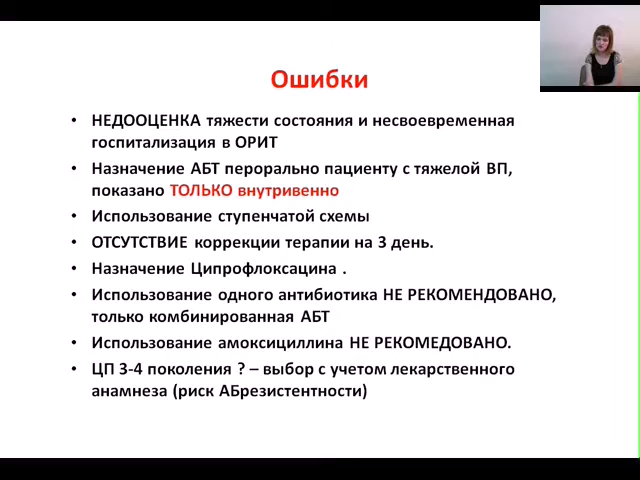 Ошибки
• НЕДООЦЕНКА тяжести состояния и несвоевременная
госпитализация в ОРИТ
• Назначение АБТ перорально пациенту с тяжелой ВП,
показано ТОЛЬКО внутривенно
• Использование ступенчатой схемы
• ОТСУТСТВИЕ коррекции терапии на 3 день.
• Назначение Ципрофлоксацина .
• Использование одного антибиотика НЕ РЕКОМЕНДОВАНО,
только комбинированная АБТ
• Использование амоксициллина НЕ РЕКОМЕДОВАНО.
• ЦП 3-4 поколения ? – выбор с учетом лекарственного
анамнеза (риск АБрезистентности)